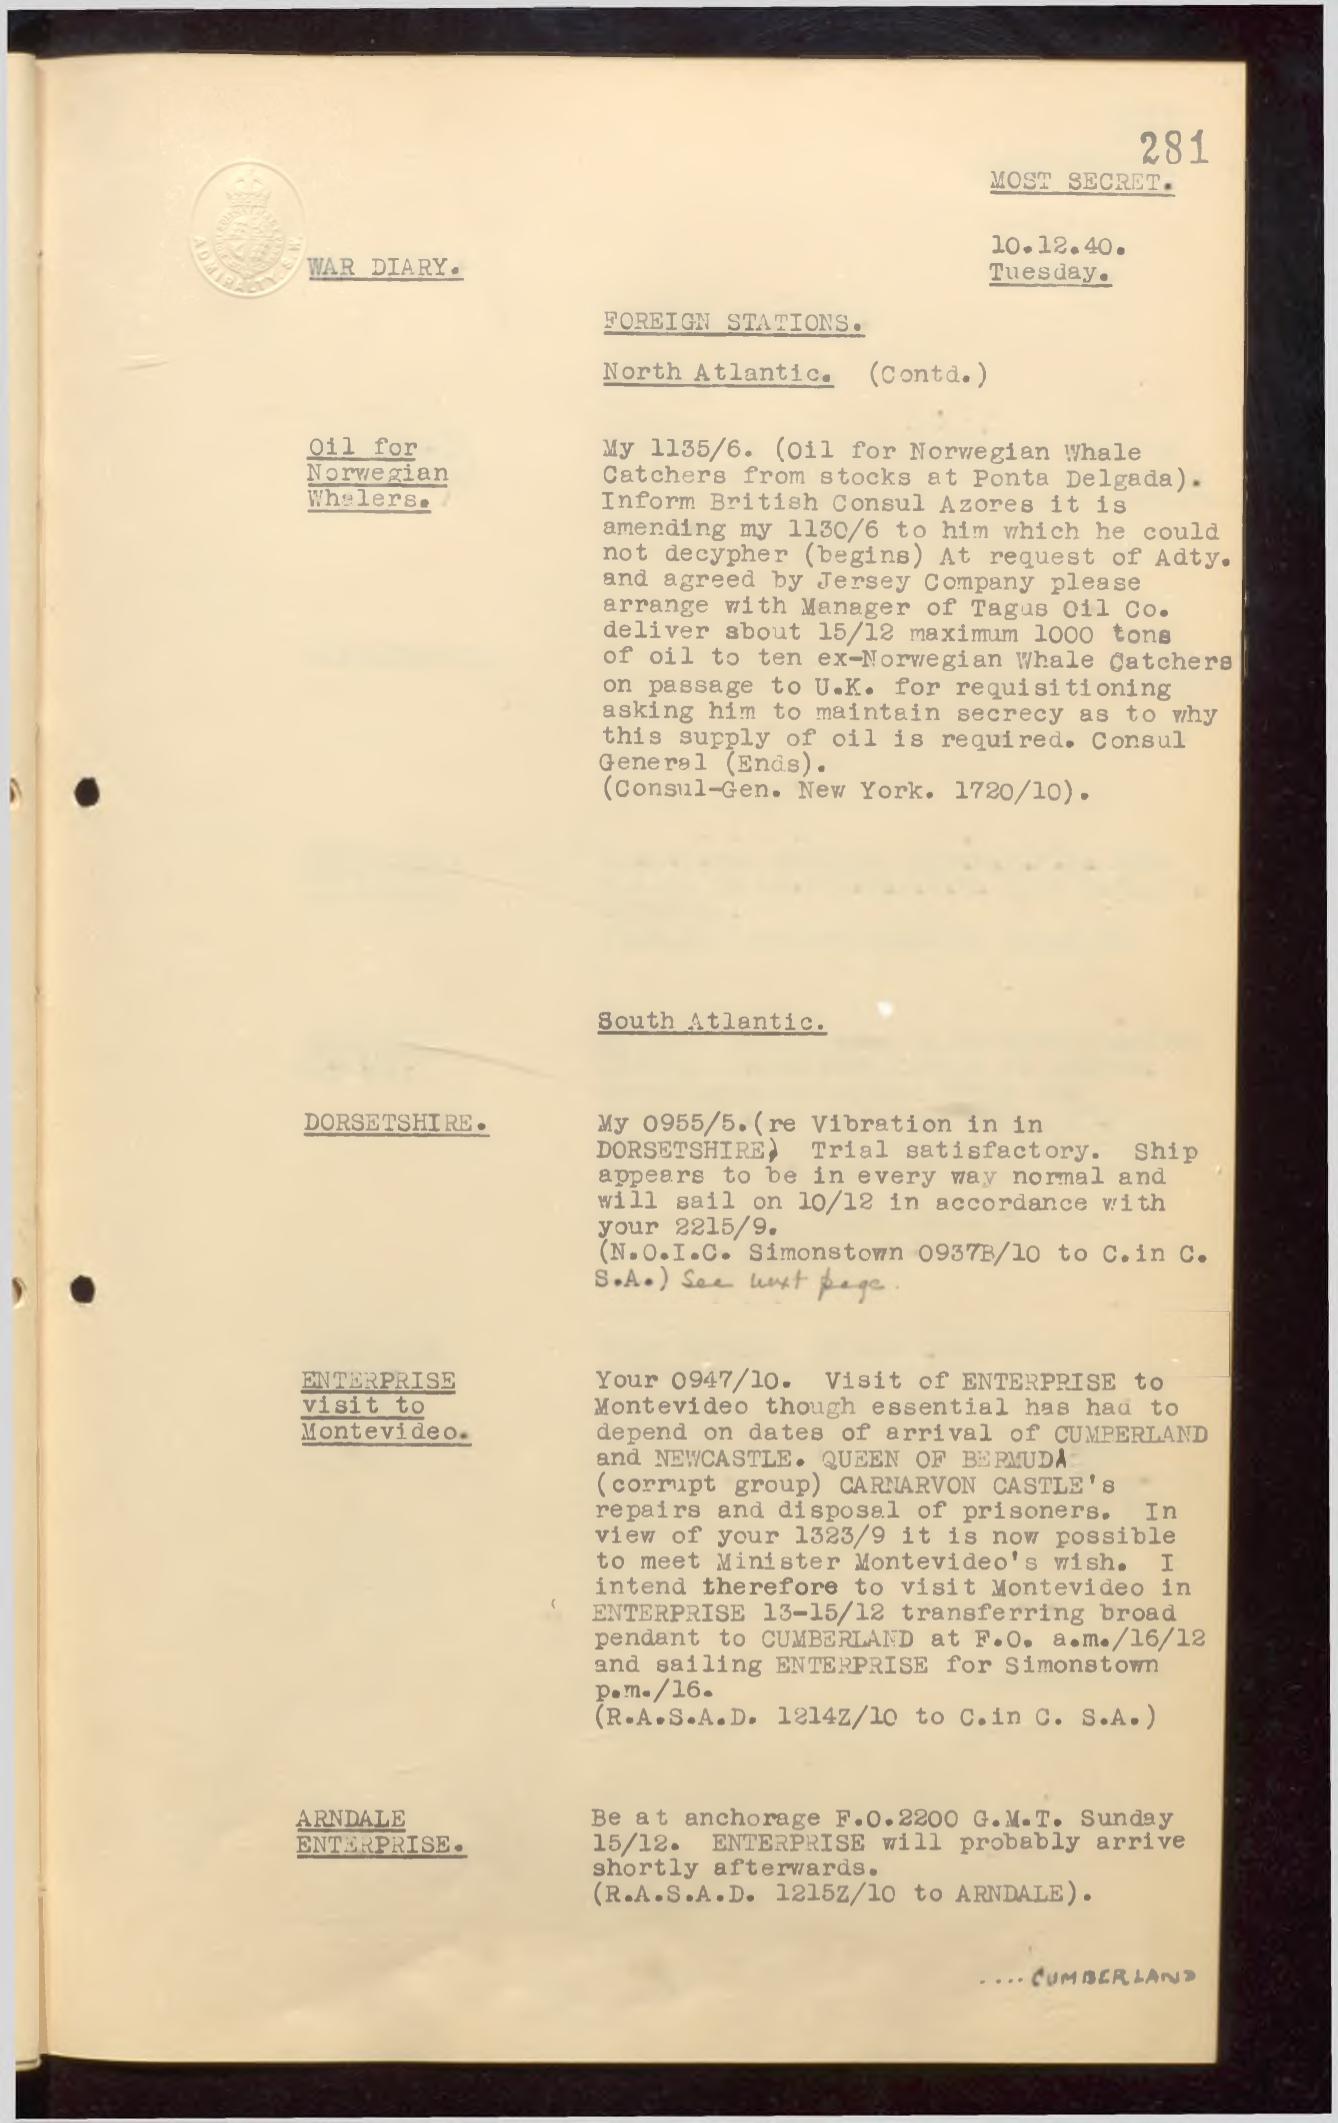 281
MOST SECRET.
10.12.40.
Tuesday.
ADMIRALTY. S.W.
WAR DIARY.
FOREIGN STATIONS.
North Atlantic. (Contd.)
Oil for
Norwegian
Whalers.
My 1135/6. (Oil for Norwegian Whale
Catchers from stocks at Ponta Delgada).
Inform British Consul Azores it is
amending my 1130/6 to him which he could
not decypher (begins) At request of Adty.
and agreed by Jersey Company please
arrange with Manager of Tagus Oil Co.
deliver about 15/12 maximum 1000 tons
of oil to ten ex-Norwegian Whale Catchers
on passage to U.K. for requisitioning
asking him to maintain secrecy as to why
this supply of oil is required. Consul
General (Ends).
(Consul-Gen. New York. 1720/10).
South Atlantic.
DORSETSHIRE.
My 0955/5.(re Vibration in in
DORSETSHIRE) Trial satisfactory. Ship
appears to be in every way normal and
will sail on 10/12 in accordance with
your 2215/9.
(N.O.I.C. Simonstown 0937B/10 to C.in C.
S.A.) See next page.
ENTERPRISE
visit to
Montevideo.
Your 0947/10. Visit of ENTERPRISE to
Montevideo though essential has had to
depend on dates of arrival of CUMPERLAND
and NEWCASTLE. QUEEN OF BERMUDA
(corrupt group) CARNARVON CASTLE's
repairs and disposal of prisoners. In
view of your 1323/9 it is now possible
to meet Minister Montevideo's wish. I
intend therefore to visit Montevideo in
ENTERPRISE 13-15/12 transferring broad
pendant to CUMBERLAND at F.O. a.m./16/12
and sailing ENTERPRISE for Simonstown
p.m./16.
(R.A.S.A.D. 1214Z/10 to C.in C. S.A.)
ARNDALE
ENTERPRISE.
Be at anchorage F.O.2200 G.M.T. Sunday
15/12. ENTERPRISE will probably arrive
shortly afterwards.
(R.A.S.A.D. 1215Z/10 to ARNDALE).
....CUMBERLAND